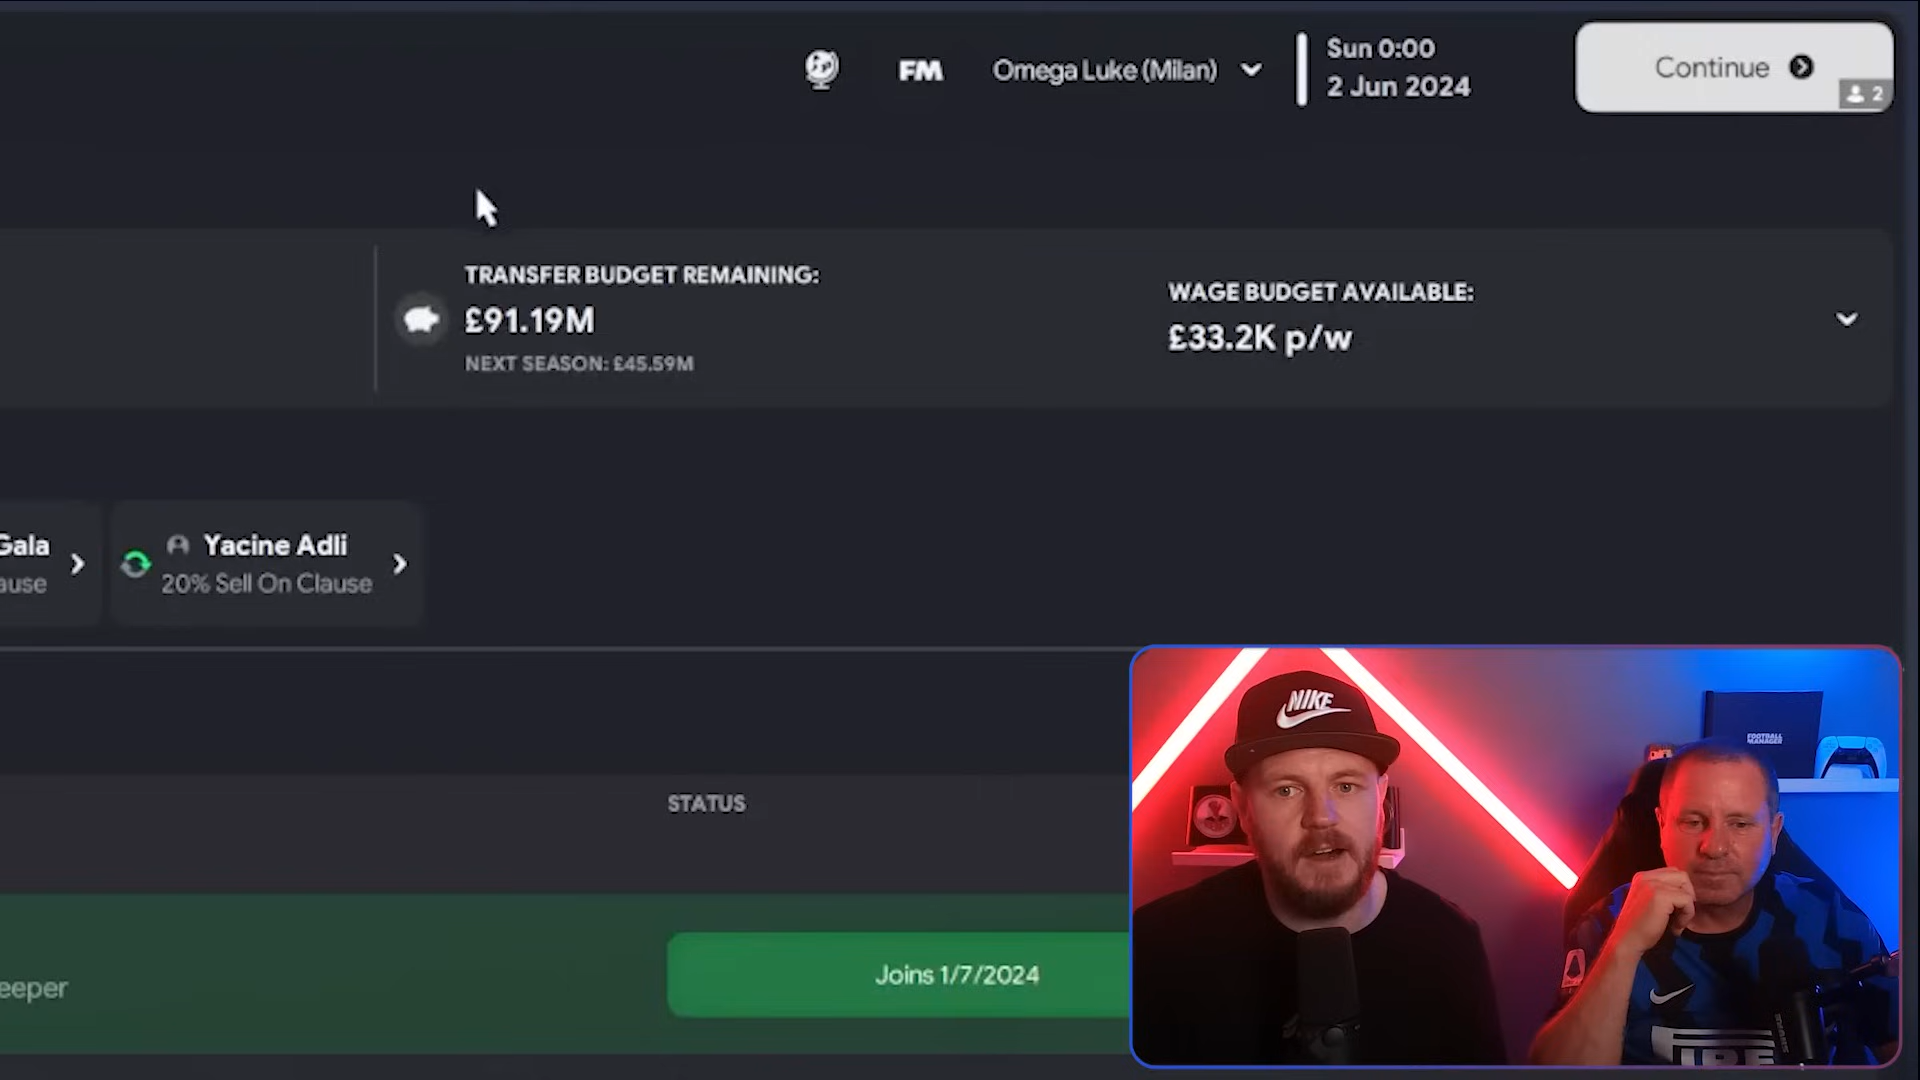 FM
Omega Luke (Milan)
Sun 0:00
2 Jun 2024
Continue
2
TRANSFER BUDGET REMAINING:
£91.19M
NEXT SEASON: £45.59M
WAGE BUDGET AVAILABLE:
£33.2K p/w
Gala
ause
Yacine Adli
20% Sell On Clause
STATUS
eeper
Joins 1/7/2024
NIKE
FOOTBALL
MANAGER